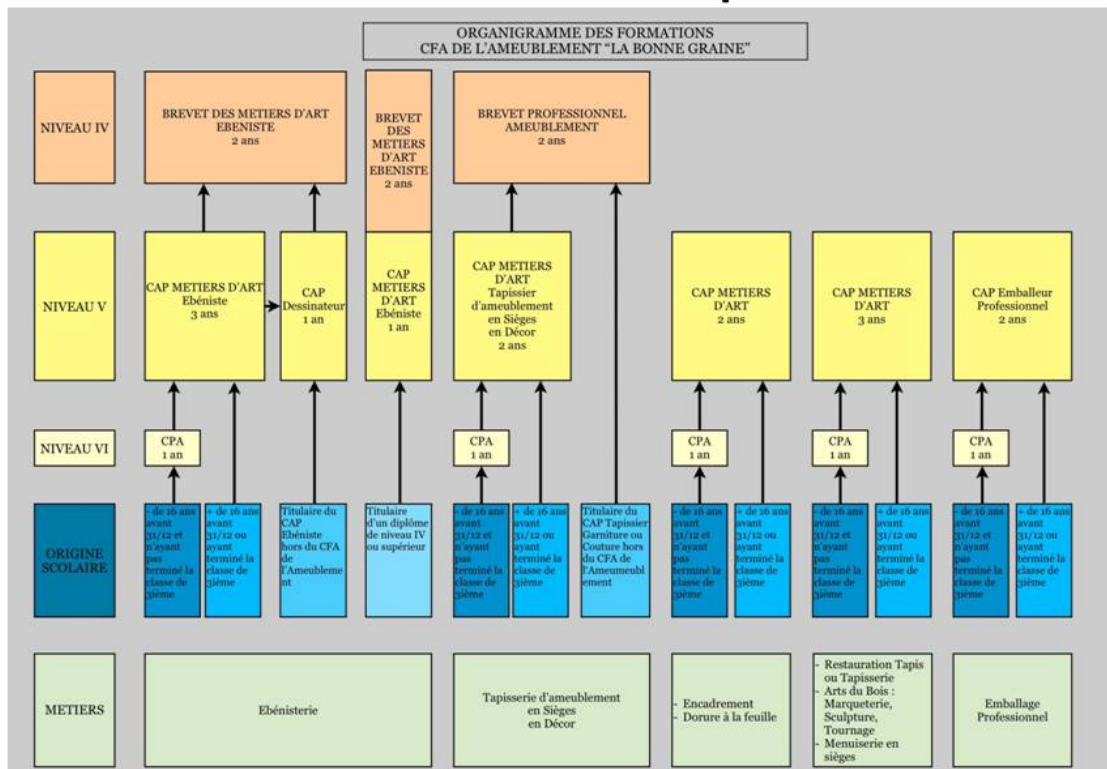 ORGANIGRAMME DES FORMATIONS
CFA DE L'AMEUBLEMENT “LA BONNE GRAINE”
NIVEAU IV
BREVET DES METIERS D'ART
EBENISTE
2 ans
BREVET
DES
METIERS
D'ART
EBENISTE
2 ans
BREVET PROFESSIONNEL
AMEUBLEMENT
2 ans
NIVEAU V
CAP METIERS D'ART
Ebéniste
3 ans
CAP
Dessinateur
1 an
CAP
METIERS
D'ART
Ebéniste
1 an
CAP METIERS
D'ART
Tapissier
d'ameublement
en Sièges
en Décor
2 ans
CAP METIERS
D'ART
2 ans
CAP METIERS
D'ART
3 ans
CAP Emballeur
Professionnel
2 ans
NIVEAU VI
CPA
1 an
CPA
1 an
CPA
1 an
CPA
1 an
CPA
1 an
ORIGINE
SCOLAIRE
- de 16 ans
avant
31/12 et
n'ayant pas
terminé la
classe de
3ième
+ de 16 ans
avant
31/12 ou
ayant
terminé la
classe de
3ième
Titulaire du
CAP
Ebéniste
hors du CFA
de
l'Ameubleme
nt
Titulaire
d'un diplôme
de niveau IV
ou supérieur
- de 16 ans
avant
31/12 et
n'ayant pas
terminé la
classe de
3ième
+ de 16 ans
avant
31/12 ou
ayant
terminé la
classe de
3ième
Titulaire du
CAP Tapissier
Garniture ou
Couture hors
du CFA de
l'Ameumeubl
ement
- de 16 ans
avant
31/12 et
n'ayant
pas
terminé la
classe de
3ième
+ de 16 ans
avant
31/12 ou
ayant
terminé la
classe de
3ième
- de 16 ans
avant
31/12 et
n'ayant
pas
terminé la
classe de
3ième
+ de 16 ans
avant
31/12 ou
ayant
terminé la
classe de
3ième
- de 16 ans
avant
31/12 et
n'ayant
pas
terminé la
classe de
3ième
+ de 16 ans
avant
31/12 ou
ayant
terminé la
classe de
3ième
METIERS
Ebénisterie
Tapisserie d'ameublement
en Sièges
en Décor
- Encadrement
- Dorure à la feuille
- Restauration Tapis
ou Tapisserie
- Arts du Bois :
Marqueterie,
Sculpture,
Tournage
- Menuiserie en
sièges
Emballage
Professionnel